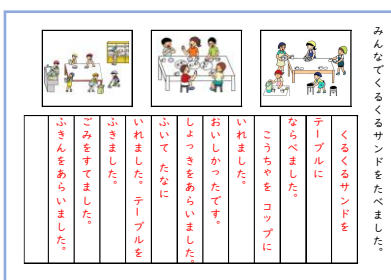 みんなでくるくるサンドをたべました。
くるくるサンドを
テーブルに
ならべました。
こうちゃを コップに
いれました。
おいしかったです。
しょっきをあらいました。
ふいて たなに
いれました。 テーブルを
ふきました。
ごみをすてました。
ふきんをあらいました。